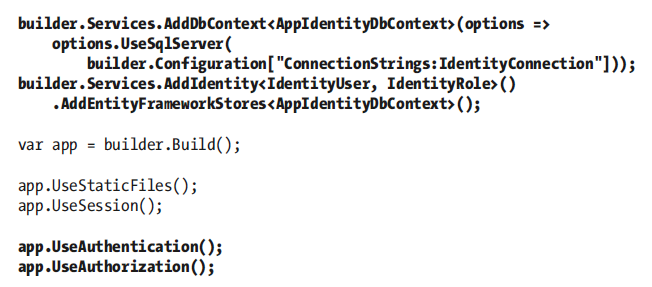 builder.Services.AddDbContext<AppIdentityDbContext>(options =>
    options.UseSqlServer(
        builder.Configuration["ConnectionStrings:IdentityConnection"]));
builder.Services.AddIdentity<IdentityUser, IdentityRole>()
    .AddEntityFrameworkStores<AppIdentityDbContext>();

var app = builder.Build();

app.UseStaticFiles();
app.UseSession();

app.UseAuthentication();
app.UseAuthorization();